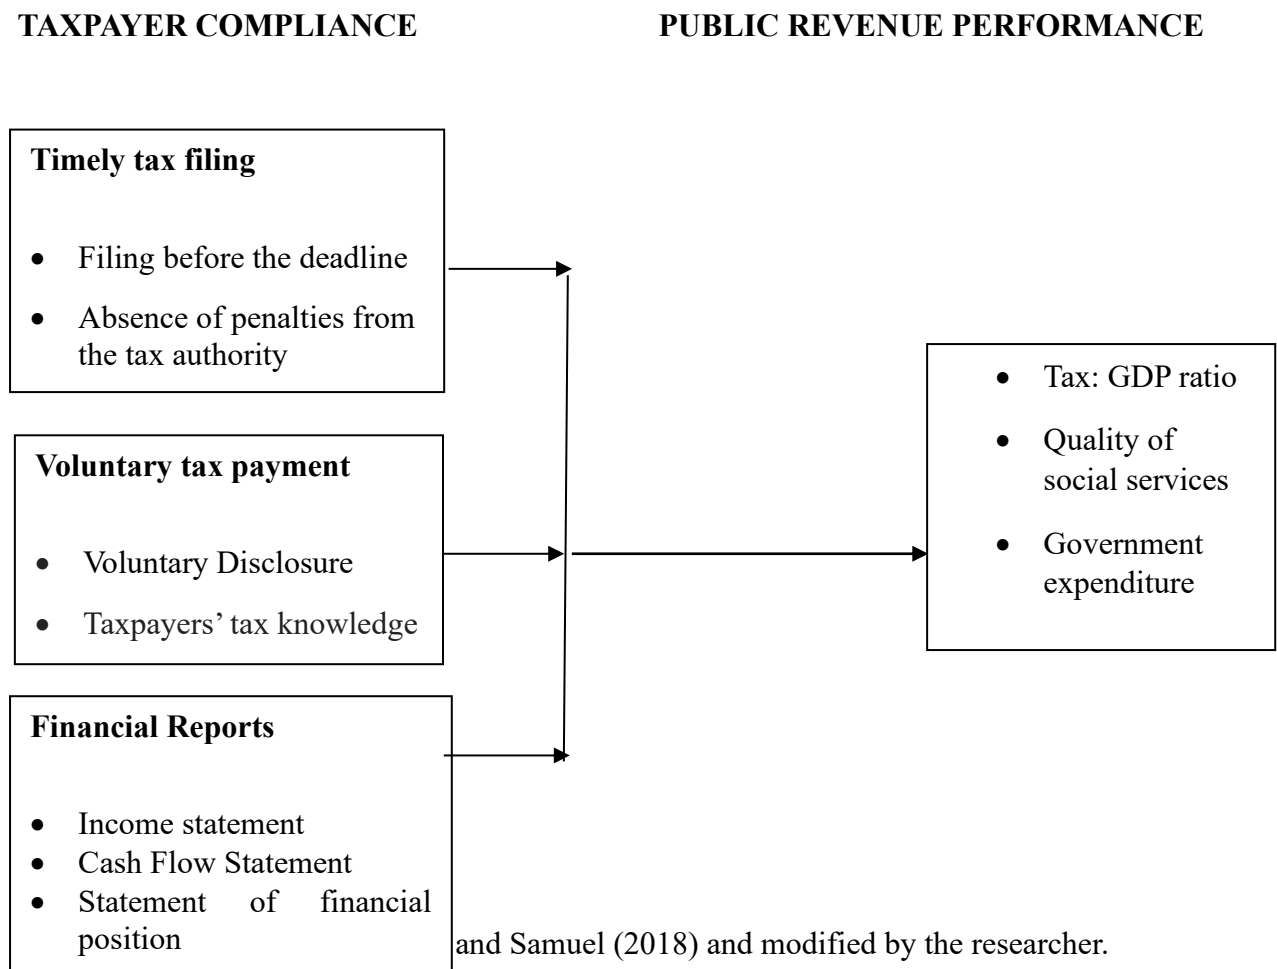 TAXPAYER COMPLIANCE
PUBLIC REVENUE PERFORMANCE
Timely tax filing
• Filing before the deadline
• Absence of penalties from
the tax authority
Voluntary tax payment
• Voluntary Disclosure
• Taxpayers’ tax knowledge
Financial Reports
• Income statement
• Cash Flow Statement
• Statement of financial
position
• Tax: GDP ratio
• Quality of
social services
• Government
expenditure
and Samuel (2018) and modified by the researcher.